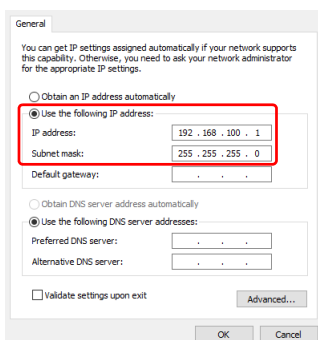 General
You can get IP settings assigned automatically if your network supports
this capability. Otherwise, you need to ask your network administrator
for the appropriate IP settings.
Obtain an IP address automatically
Use the following IP address:
IP address: 192 . 168 . 100 . 1
Subnet mask: 255 . 255 . 255 . 0
Default gateway: . . .
Obtain DNS server address automatically
Use the following DNS server addresses:
Preferred DNS server: . . .
Alternative DNS server: . . .
Validate settings upon exit
Advanced...
OK Cancel